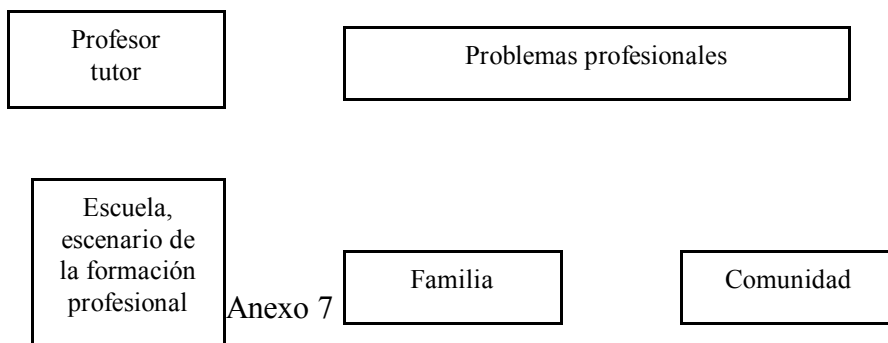 Profesor
tutor
Problemas profesionales
Escuela,
escenario de
la formación
profesional
Anexo 7
Familia
Comunidad